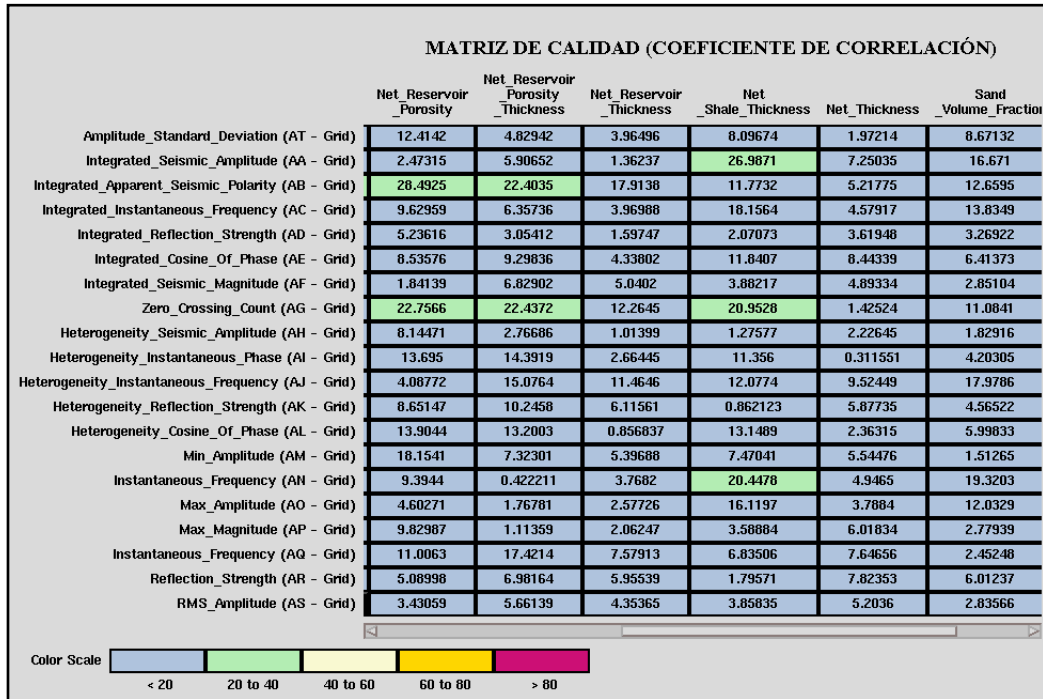 MATRIZ DE CALIDAD (COEFICIENTE DE CORRELACIÓN)
Net_Reservoir _Porosity Net_Reservoir _Porosity _Thickness Net_Reservoir _Thickness Net _Shale_Thickness Net_Thickness Sand _Volume_Fraction
Amplitude_Standard_Deviation (AT - Grid) 12.4142 4.82942 3.96496 8.09674 1.97214 8.67132
Integrated_Seismic_Amplitude (AA - Grid) 2.47315 5.90652 1.36237 26.9871 7.25035 16.671
Integrated_Apparent_Seismic_Polarity (AB - Grid) 28.4925 22.4035 17.9138 11.7732 5.21775 12.6595
Integrated_Instantaneous_Frequency (AC - Grid) 9.62959 6.35736 3.96988 18.1564 4.57917 13.8349
Integrated_Reflection_Strength (AD - Grid) 5.23616 3.05412 1.59747 2.07073 3.61948 3.26922
Integrated_Cosine_Of_Phase (AE - Grid) 8.53576 9.29836 4.33802 11.8407 8.44339 6.41373
Integrated_Seismic_Magnitude (AF - Grid) 1.84139 6.82902 5.0402 3.88217 4.89334 2.85104
Zero_Crossing_Count (AG - Grid) 22.7566 22.4372 12.2645 20.9528 1.42524 11.0841
Heterogeneity_Seismic_Amplitude (AH - Grid) 8.14471 2.76686 1.01399 1.27577 2.22645 1.82916
Heterogeneity_Instantaneous_Phase (AI - Grid) 13.695 14.3919 2.66445 11.356 0.311551 4.20305
Heterogeneity_Instantaneous_Frequency (AJ - Grid) 4.08772 15.0764 11.4646 12.0774 9.52449 17.9786
Heterogeneity_Reflection_Strength (AK - Grid) 8.65147 10.2458 6.11561 0.862123 5.87735 4.56522
Heterogeneity_Cosine_Of_Phase (AL - Grid) 13.9044 13.2003 0.856837 13.1489 2.36315 5.99833
Min_Amplitude (AM - Grid) 18.1541 7.32301 5.39688 7.47041 5.54476 1.51265
Instantaneous_Frequency (AN - Grid) 9.3944 0.422211 3.7682 20.4478 4.9465 19.3203
Max_Amplitude (AO - Grid) 4.60271 1.76781 2.57726 16.1197 3.7884 12.0329
Max_Magnitude (AP - Grid) 9.82987 1.11359 2.06247 3.58884 6.01834 2.77939
Instantaneous_Frequency (AQ - Grid) 11.0063 17.4214 7.57913 6.83506 7.64656 2.45248
Reflection_Strength (AR - Grid) 5.08998 6.98164 5.95539 1.79571 7.82353 6.01237
RMS_Amplitude (AS - Grid) 3.43059 5.66139 4.35365 3.85835 5.2036 2.83566
Color Scale
< 20 20 to 40 40 to 60 60 to 80 > 80